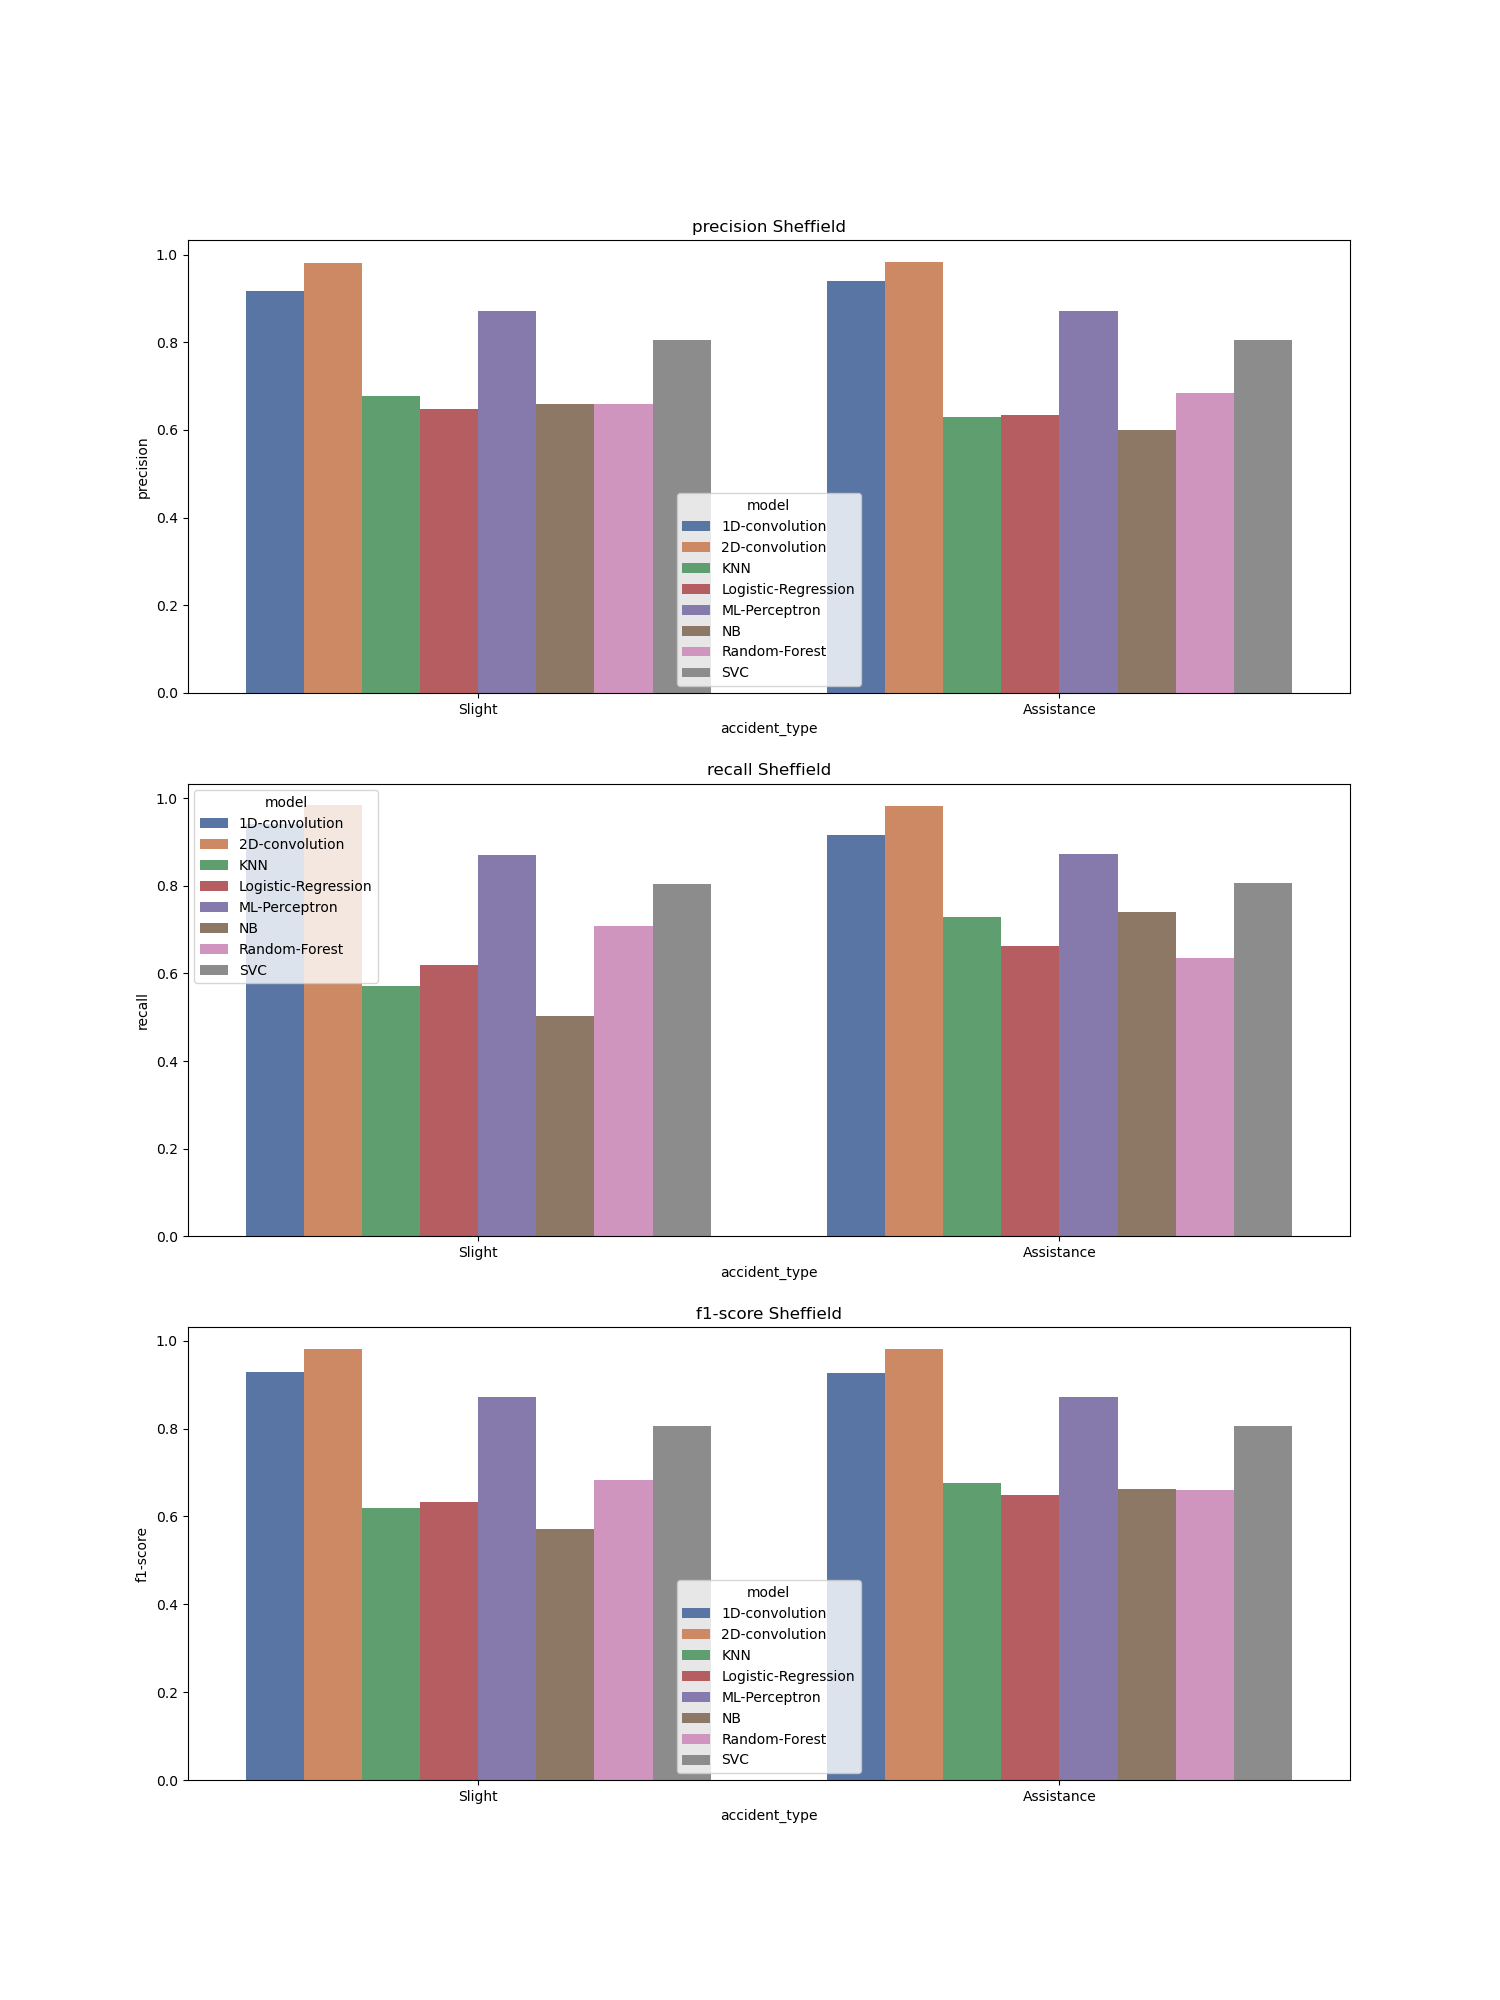 precision Sheffield
1.0
0.8
0.6
0.4
0.2
0.0
precision
model
1D-convolution
2D-convolution
KNN
Logistic-Regression
ML-Perceptron
NB
Random-Forest
SVC
Slight Assistance
accident_type
recall Sheffield
1.0
0.8
0.6
0.4
0.2
0.0
recall
model
1D-convolution
2D-convolution
KNN
Logistic-Regression
ML-Perceptron
NB
Random-Forest
SVC
Slight Assistance
accident_type
f1-score Sheffield
1.0
0.8
0.6
0.4
0.2
0.0
f1-score
model
1D-convolution
2D-convolution
KNN
Logistic-Regression
ML-Perceptron
NB
Random-Forest
SVC
Slight Assistance
accident_type